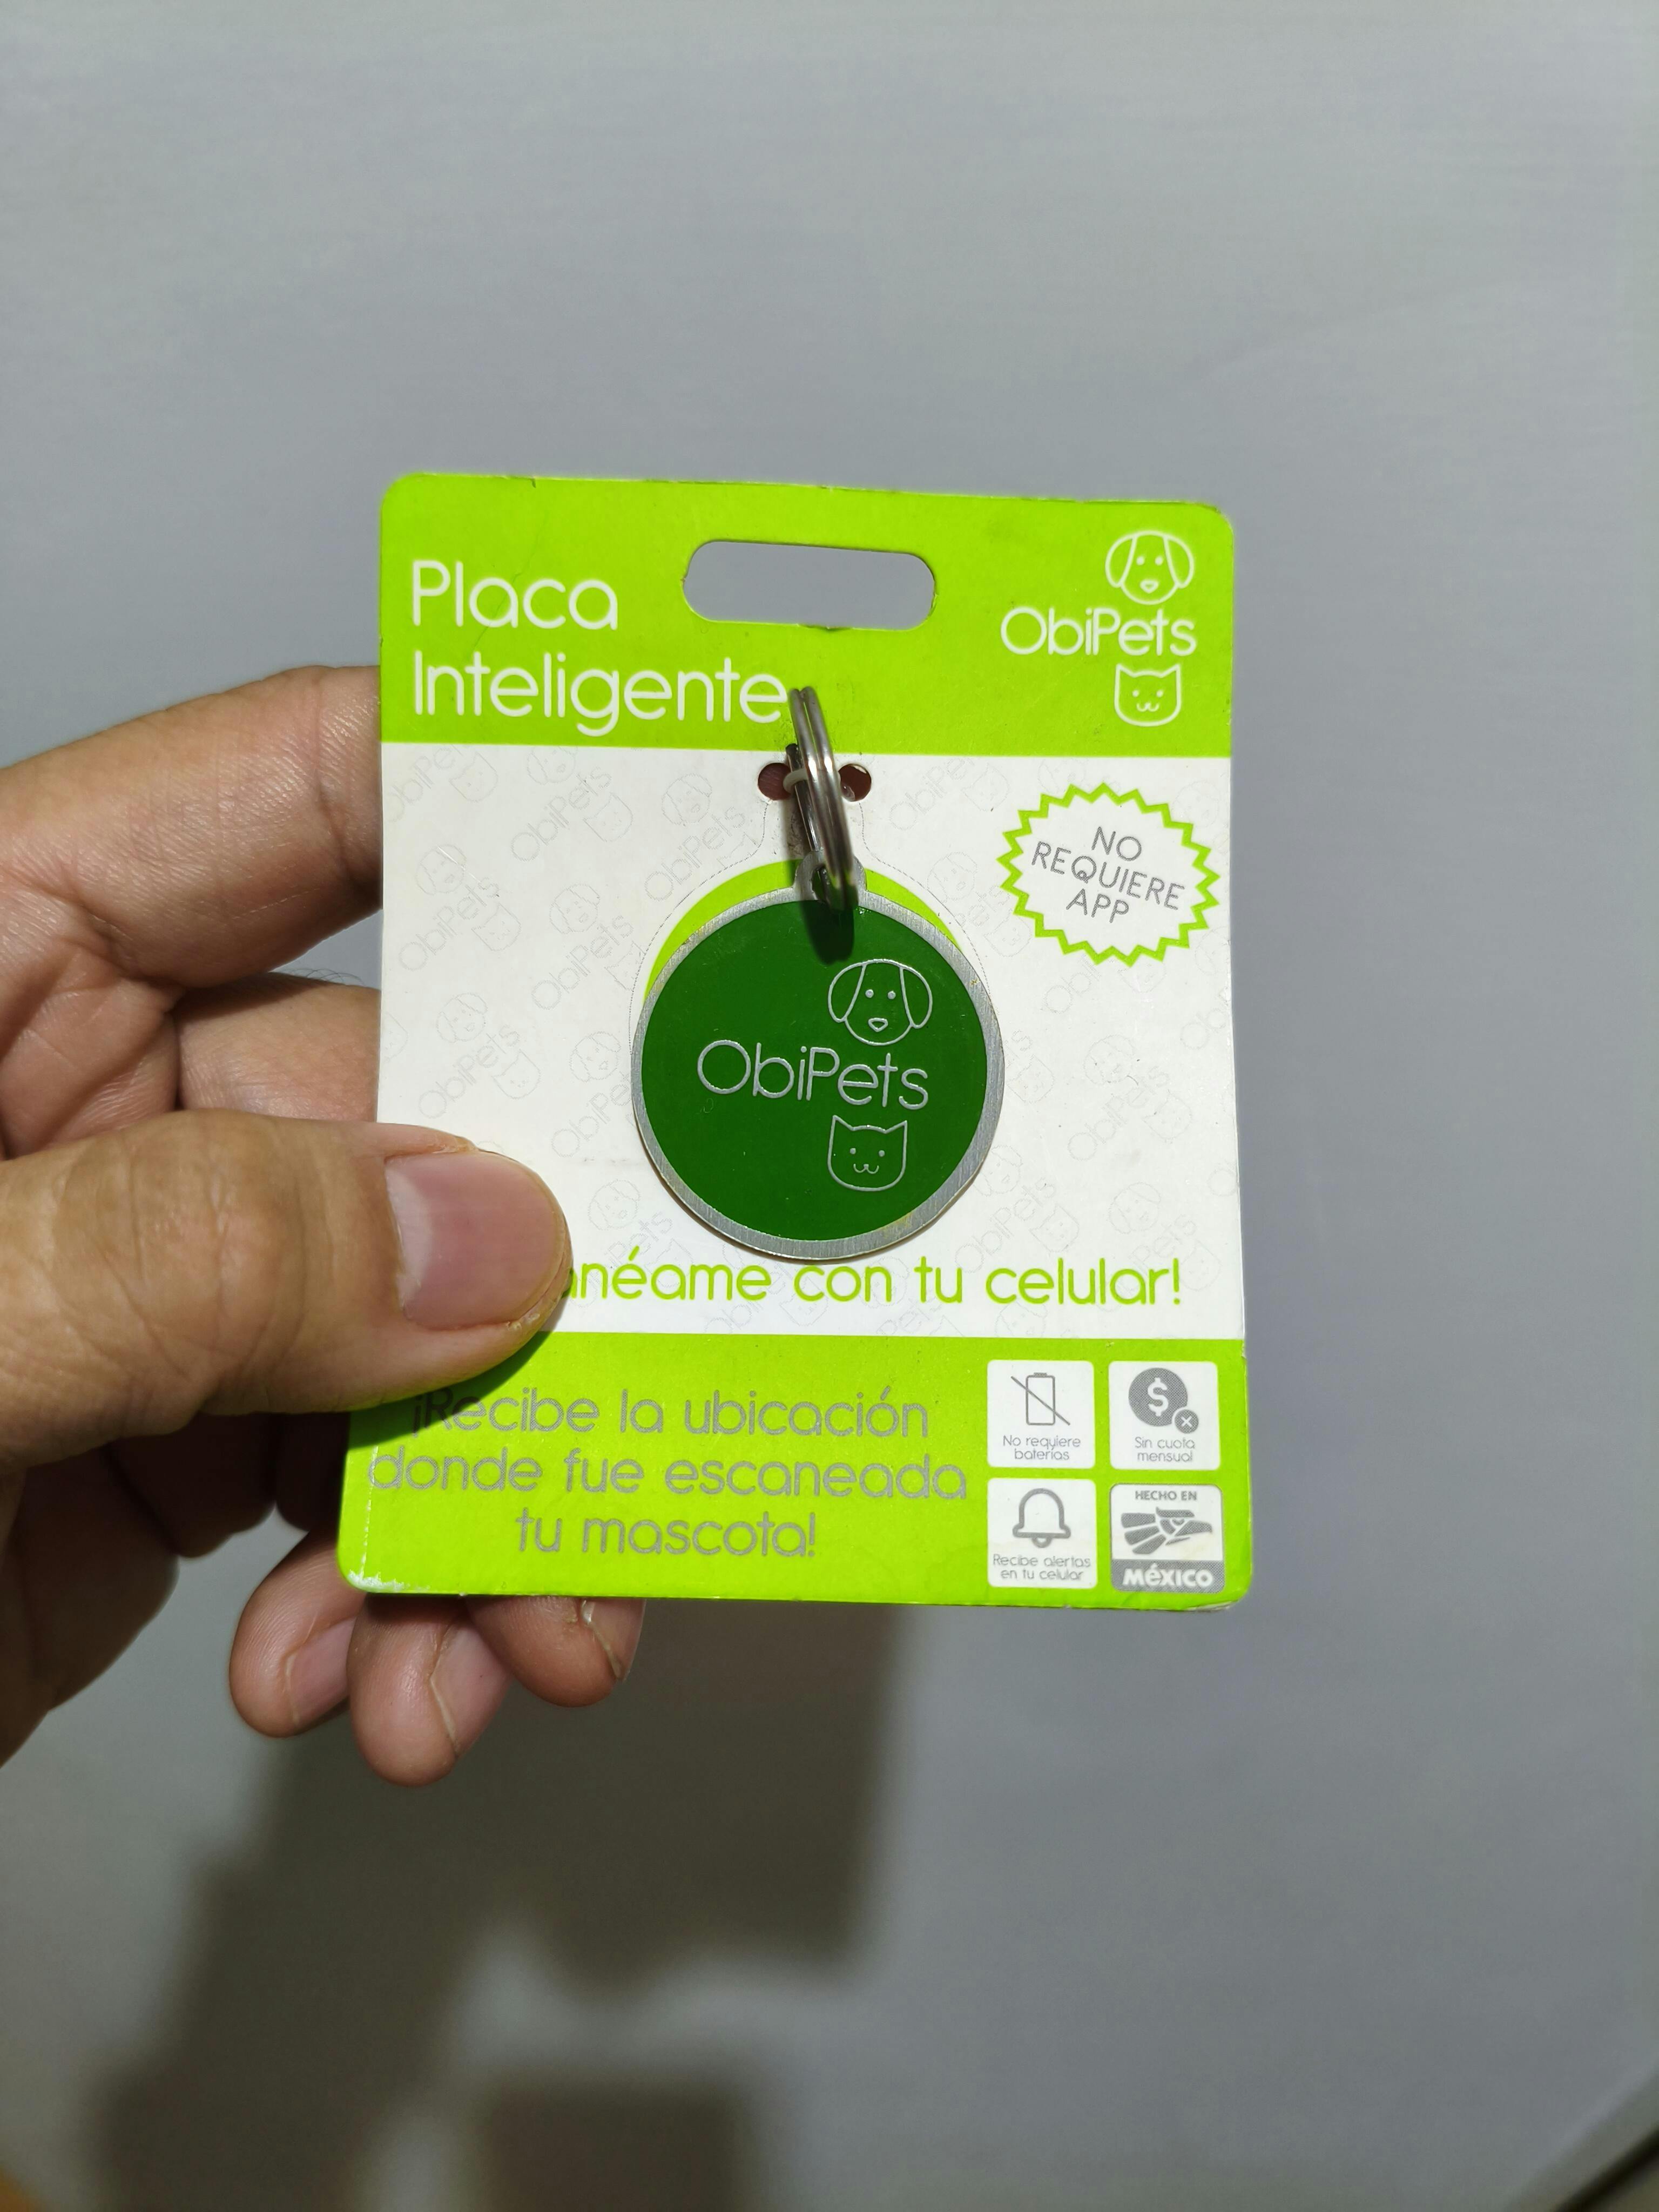 Placa
Inteligente
ObiPets
NO
REQUIERE
APP
ObiPets
néame con tu celular!
¡Recibe la ubicación
donde fue escaneada
tu mascota!
No requiere
baterías
Sin cuota
mensual
Recibe alertas
en tu celular
HECHO EN
MÉXICO